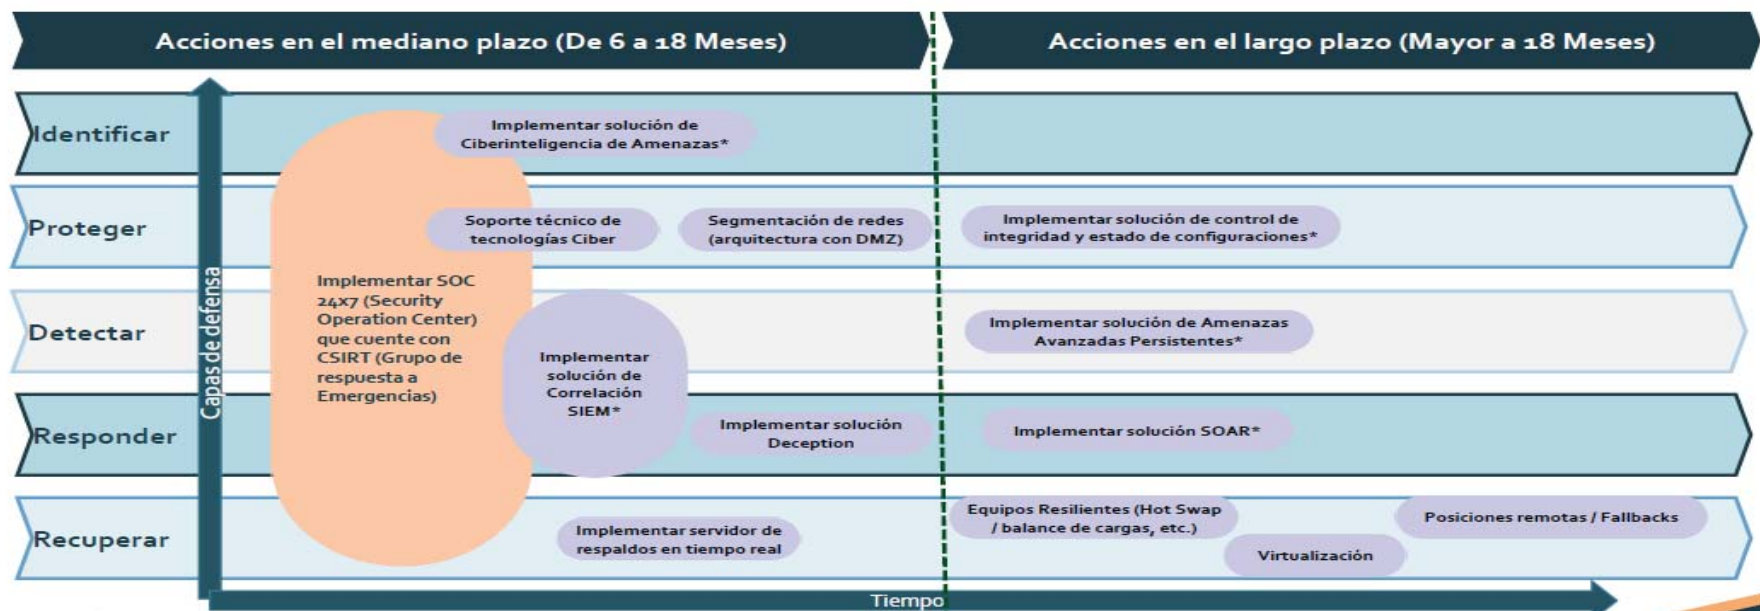 Acciones en el mediano plazo (De 6 a 18 Meses)
Acciones en el largo plazo (Mayor a 18 Meses)
Identificar
Implementar solución de
Ciberinteligencia de Amenazas*
Proteger
Soporte técnico de
tecnologías Ciber
Segmentación de redes
(arquitectura con DMZ)
Implementar solución de control de
integridad y estado de configuraciones*
Capas de defensa
Implementar SOC
24x7 (Security
Operation Center)
que cuente con
CSIRT (Grupo de
respuesta a
Emergencias)
Detectar
Implementar
solución de
Correlación
SIEM*
Implementar solución de Amenazas
Avanzadas Persistentes*
Responder
Implementar solución
Deception
Implementar solución SOAR*
Recuperar
Implementar servidor de
respaldos en tiempo real
Equipos Resilientes (Hot Swap
/ balance de cargas, etc.)
Virtualización
Posiciones remotas / Fallbacks
Tiempo